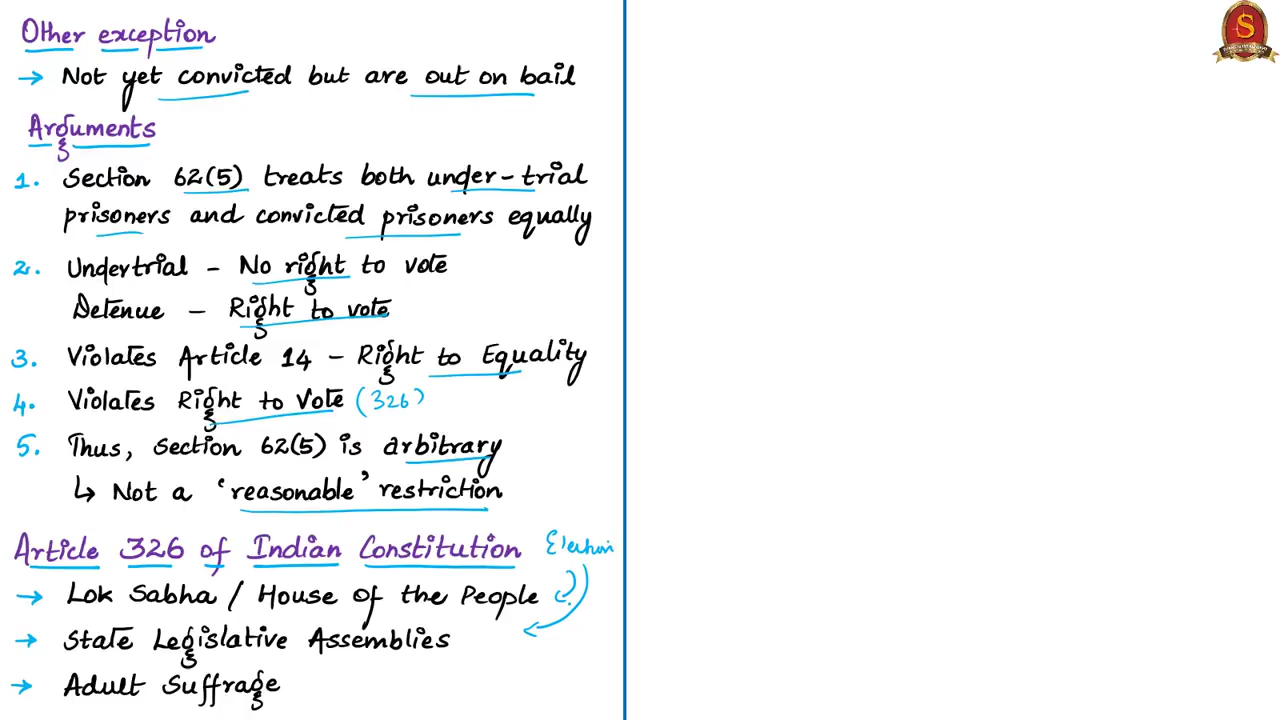 Other exception
→ Not yet convicted but are out on bail
Arguments
1. Section 62(5) treats both under-trial
prisoners and convicted prisoners equally
2. Undertrial - No right to vote
Detenue - Right to vote
3. Violates Article 14 - Right to Equality
4. Violates Right to Vote (326)
5. Thus, Section 62(5) is arbitrary
↳ Not a 'reasonable' restriction
Article 326 of Indian Constitution
→ Lok Sabha / House of the People
→ State Legislative Assemblies
→ Adult Suffrage
S